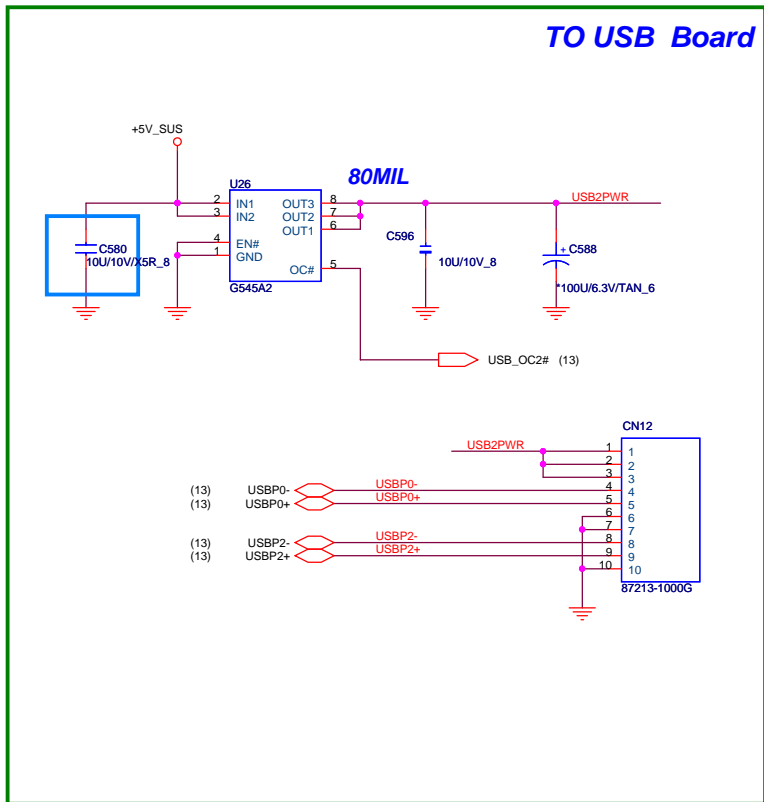 TO USB Board
+5V_SUS
U26
80MIL
2 IN1 OUT3 8 USB2PWR
3 IN2 OUT2 7
OUT1 6
4 EN#
1 GND
OC# 5
G545A2
C580
10U/10V/X5R_8
C596
10U/10V_8
+ C588
*100U/6.3V/TAN_6
USB_OC2# (13)
CN12
USB2PWR 1 1
2 2
3 3
(13) USBP0- USBP0- 4 4
(13) USBP0+ USBP0+ 5 5
6 6
7 7
(13) USBP2- USBP2- 8 8
(13) USBP2+ USBP2+ 9 9
10 10
87213-1000G